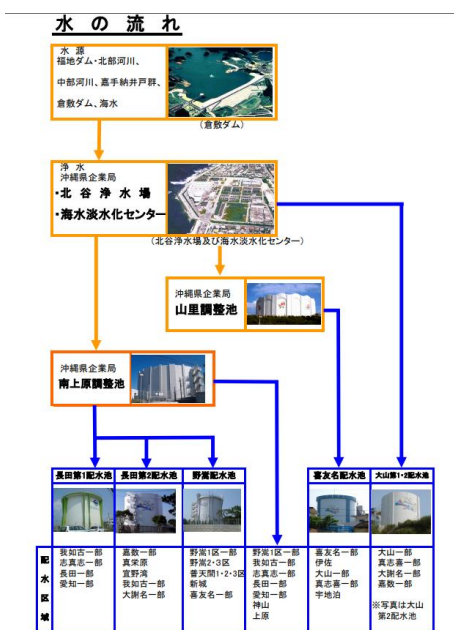 水の流れ
水 源
福地ダム・北部河川、
中部河川、嘉手納井戸群、
倉敷ダム、海水
(倉敷ダム)
浄 水
沖縄県企業局
・北 谷 浄 水 場
・海水淡水化センター
(北谷浄水場及び海水淡水化センター)
沖縄県企業局
山里調整池
沖縄県企業局
南上原調整池
長田第1配水池
長田第2配水池
野嵩配水池
喜友名配水池
大山第1・2配水池
配水区域
我如古一部
志真志一部
長田一部
愛知一部
嘉数一部
真栄原
宜野湾
我如古一部
大謝名一部
野嵩1区一部
野嵩2・3区
普天間1・2・3区
新城
喜友名一部
野嵩1区一部
我如古一部
志真志一部
長田一部
愛知一部
神山
上原
喜友名一部
伊佐
大山一部
真志喜一部
宇地泊
大山一部
真志喜一部
大謝名一部
嘉数一部
※写真は大山
第2配水池